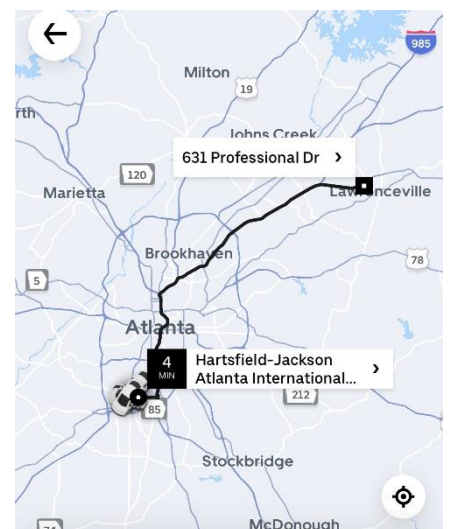 985
Milton
19
rth
Johns Creek
631 Professional Dr
120
Lawrenceville
Marietta
Brookhaven
78
5
Atlanta
4
MIN
Hartsfield-Jackson
Atlanta International...
85
212
Stockbridge
McDonough